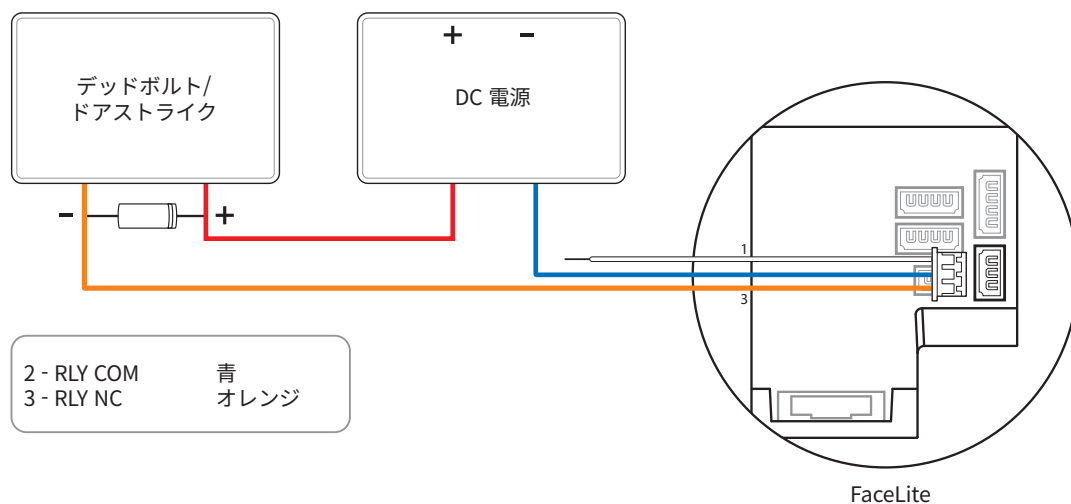 デッドボルト/
ドアストライク
+ -
DC 電源
- +
1
3
2 - RLY COM 青
3 - RLY NC オレンジ
FaceLite